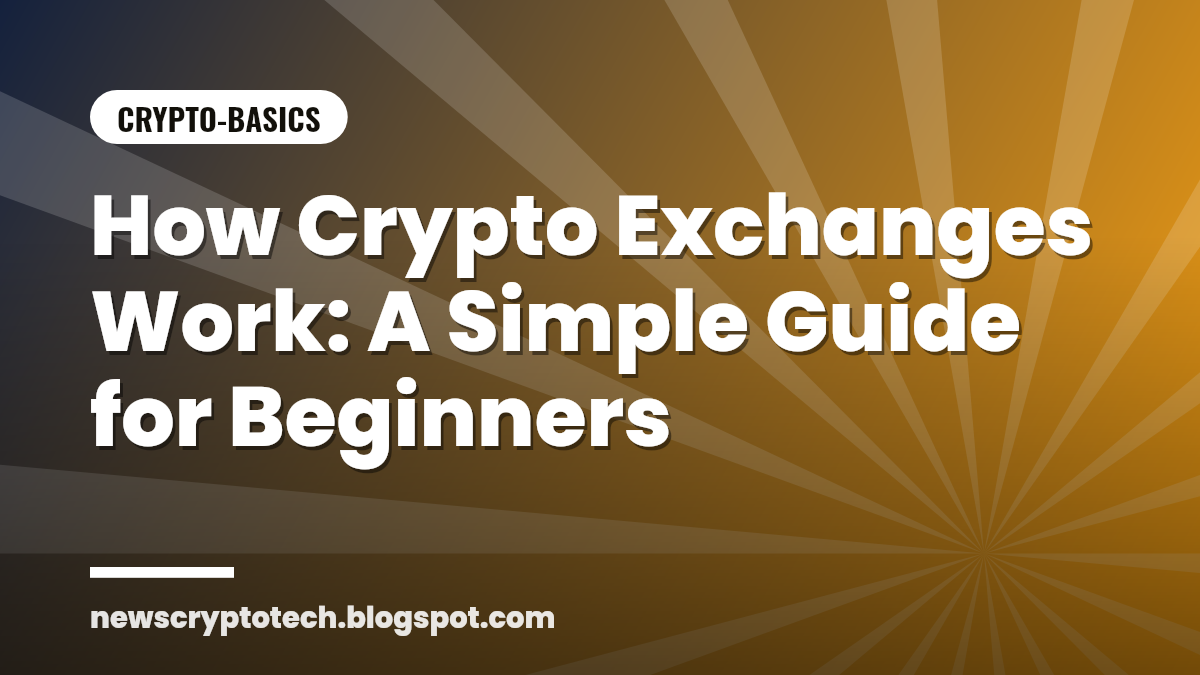 CRYPTO-BASICS
How Crypto Exchanges
Work: A Simple Guide
for Beginners
newscryptotech.blogspot.com